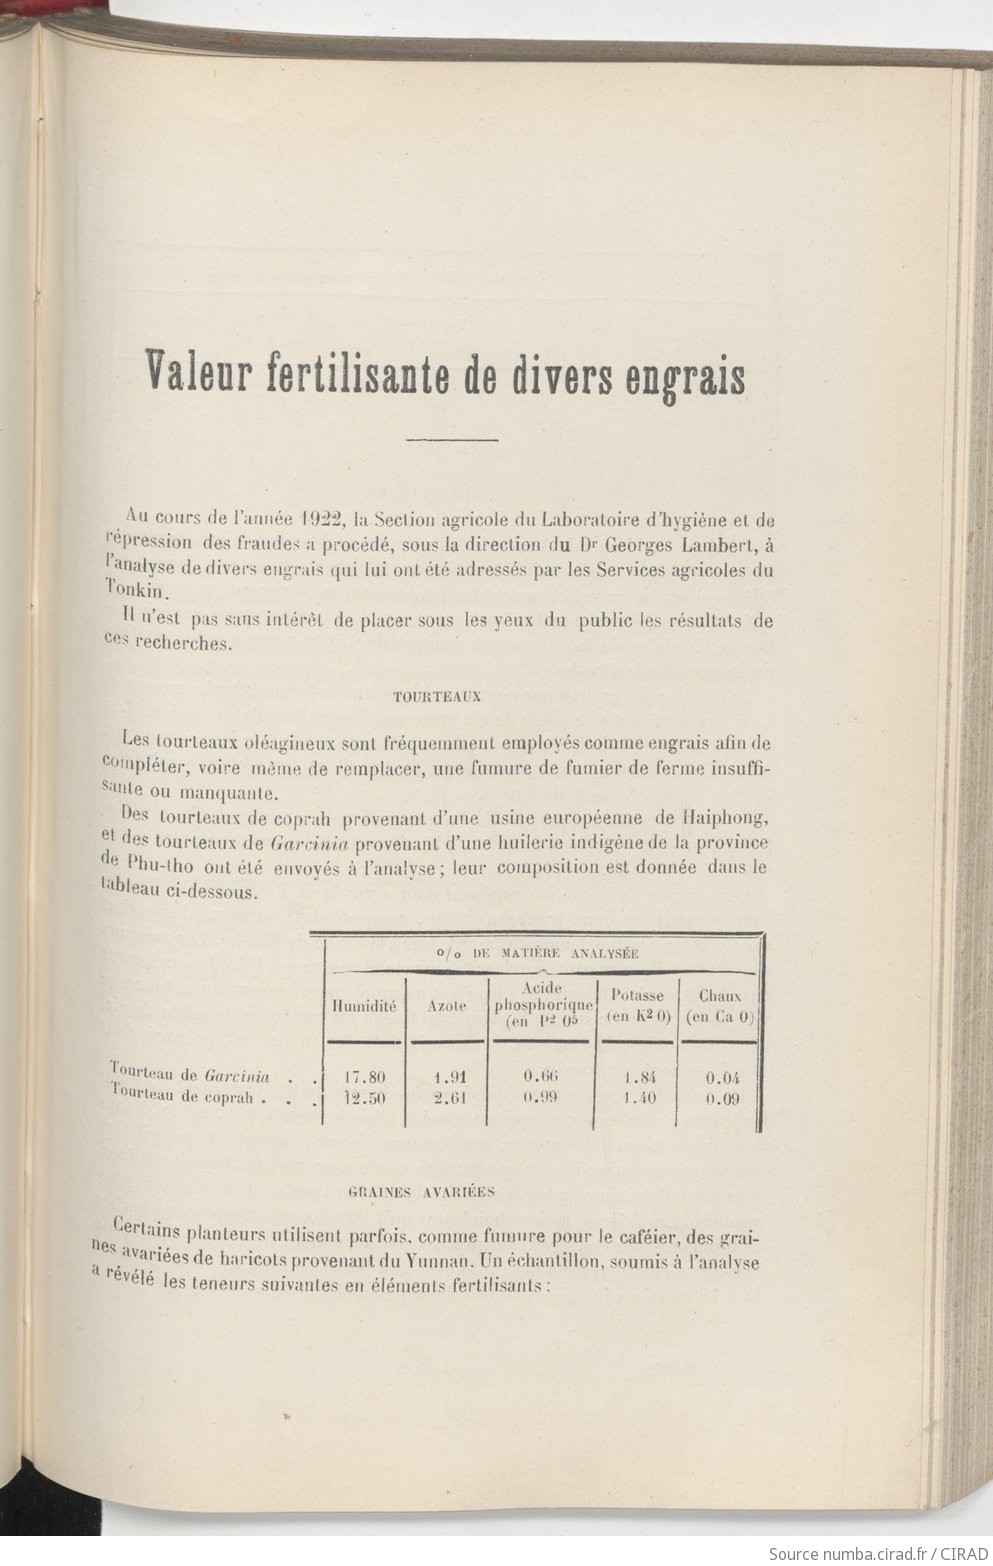 Valeur fertilisante de divers engrais
Au cours de l'année 1922, la Section agricole du Laboratoire d'hygiène et de
répression des fraudes a procédé, sous la direction du Dr Georges Lambert, à
l'analyse de divers engrais qui lui ont été adressés par les Services agricoles du
Tonkin.
Il n'est pas sans intérêt de placer sous les yeux du public les résultats de
ces recherches.
TOURTEAUX
Les tourteaux oléagineux sont fréquemment employés comme engrais afin de
compléter, voire même de remplacer, une fumure de fumier de ferme insuffi-
sante ou manquante.
Des tourteaux de coprah provenant d'une usine européenne de Haiphong,
et des tourteaux de Garcinia provenant d'une huilerie indigène de la province
de Phu-tho ont été envoyés à l'analyse ; leur composition est donnée dans le
tableau ci-dessous.
o/o DE MATIÈRE ANALYSÉE
Humidité Azote Acide phosphorique (en P2 O5 Potasse (en K2 O) Chaux (en Ca O)
Tourteau de Garcinia . . 17.80 1.91 0.66 1.84 0.04
Tourteau de coprah . . . 12.50 2.61 0.99 1.40 0.09
GRAINES AVARIÉES
Certains planteurs utilisent parfois, comme fumure pour le caféier, des grai-
nes avariées de haricots provenant du Yunnan. Un échantillon, soumis à l'analyse
a révélé les teneurs suivantes en éléments fertilisants :
Source numba.cirad.fr / CIRAD